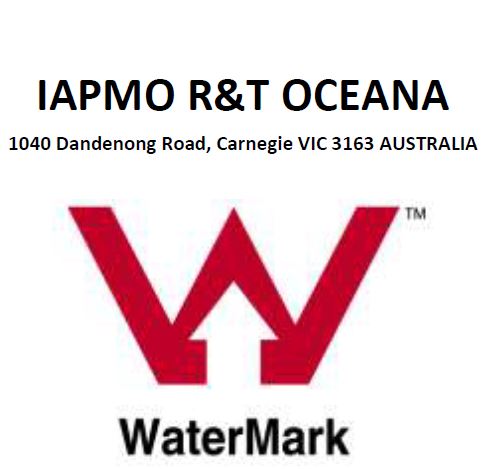 IAPMO R&T OCEANA
1040 Dandenong Road, Carnegie VIC 3163 AUSTRALIA
TM
WaterMark